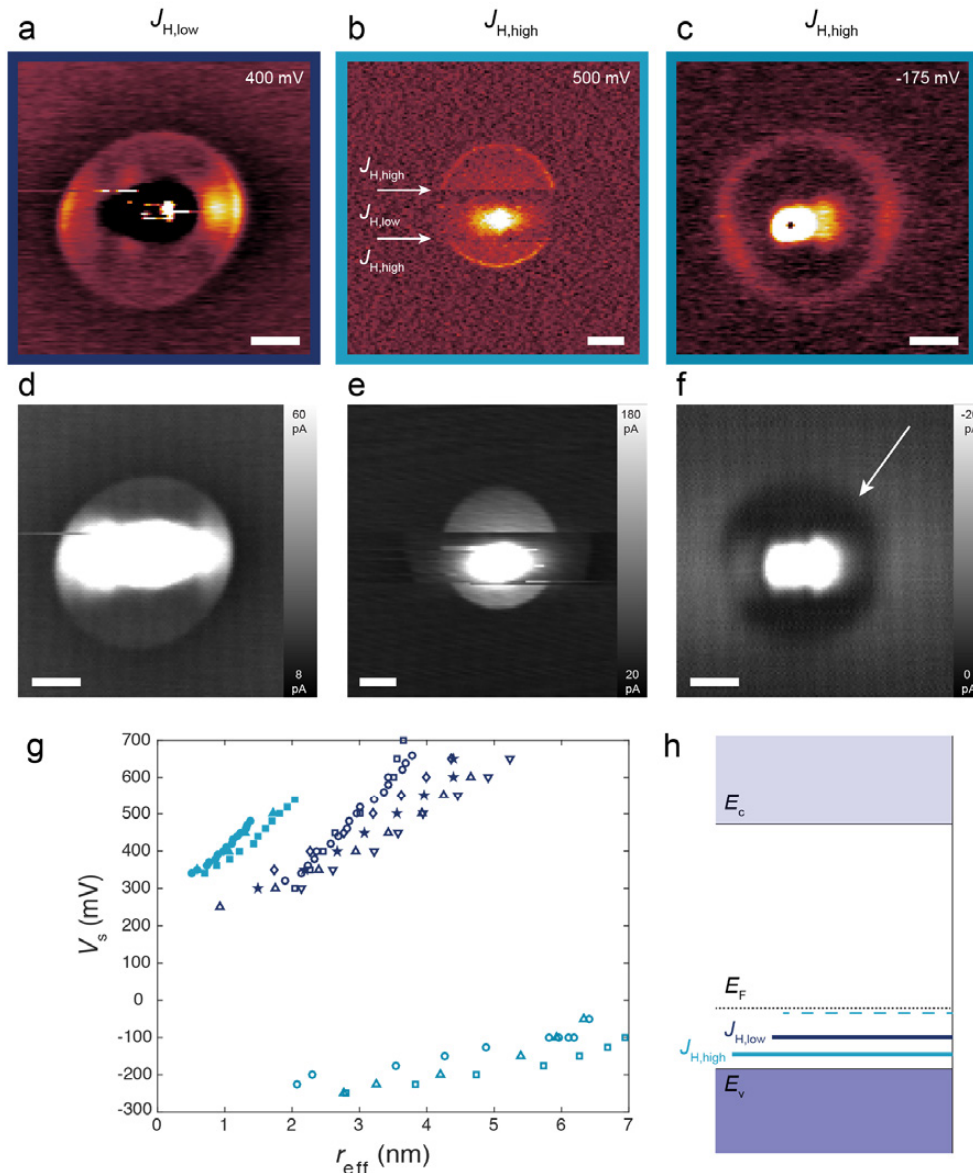 a
J_H,low
b
J_H,high
c
J_H,high
400 mV
500 mV
-175 mV
J_H,high
J_H,low
J_H,high
d
60
pA
8
pA
e
180
pA
20
pA
f
-20
0
pA
g
700
600
500
400
300
200
100
0
-100
-200
-300
V_s (mV)
1
2
3
4
5
6
7
r_eff (nm)
h
E_c
E_F
J_H,low
J_H,high
E_v